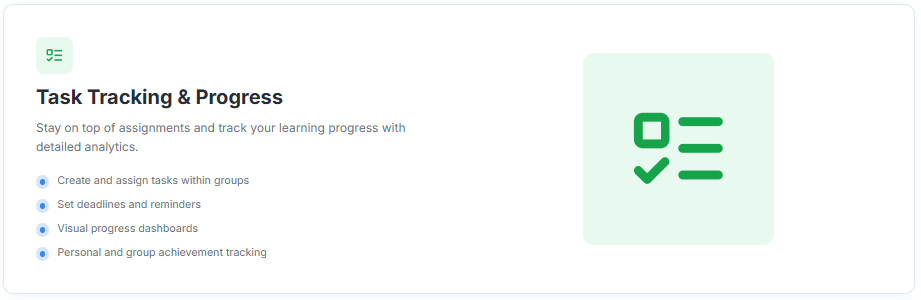 Task Tracking & Progress
Stay on top of assignments and track your learning progress with
detailed analytics.
Create and assign tasks within groups
Set deadlines and reminders
Visual progress dashboards
Personal and group achievement tracking